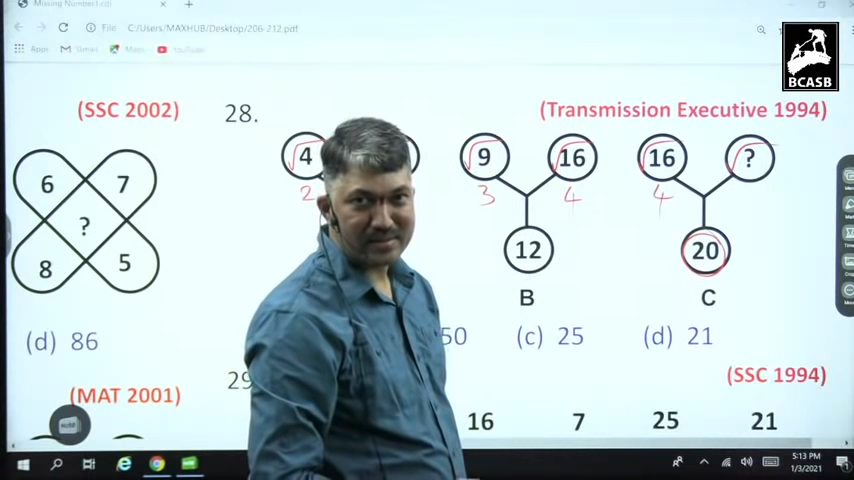 Missing Number
File C:/Users/MAXHUB/Desktop/206-212.pdf
Apps Gmail Maps YouTube
BCASB
(SSC 2002) 28. (Transmission Executive 1994)
6 7 √4 √9 √16 √16 √?
? 2 3 4 4
8 5 12 20
B C
(d) 86 50 (c) 25 (d) 21
(MAT 2001) 29 (SSC 1994)
16 7 25 21
5:13 PM
1/3/2021